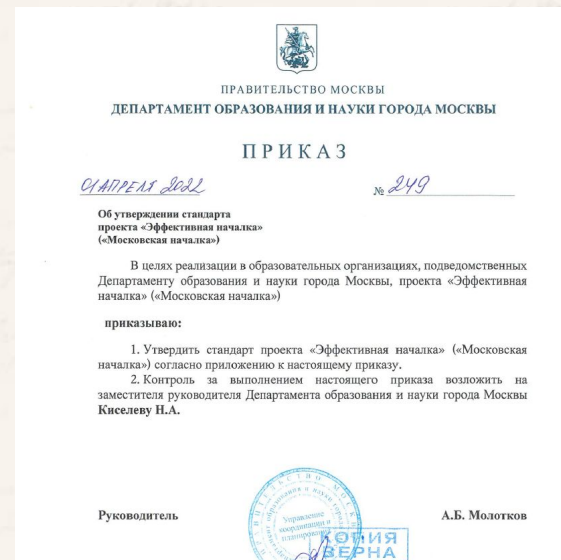 ПРАВИТЕЛЬСТВО МОСКВЫ
ДЕПАРТАМЕНТ ОБРАЗОВАНИЯ И НАУКИ ГОРОДА МОСКВЫ
ПРИКАЗ
01 АПРЕЛЯ 2022
№ 249
Об утверждении стандарта
проекта «Эффективная началка»
(«Московская началка»)
В целях реализации в образовательных организациях, подведомственных
Департаменту образования и науки города Москвы, проекта «Эффективная
началка» («Московская началка»)
приказываю:
1. Утвердить стандарт проекта «Эффективная началка» («Московская
началка») согласно приложению к настоящему приказу.
2. Контроль за выполнением настоящего приказа возложить на
заместителя руководителя Департамента образования и науки города Москвы
Киселеву Н.А.
Руководитель
А.Б. Молотков
Управление
координации и
планирования
КОПИЯ
ВЕРНА